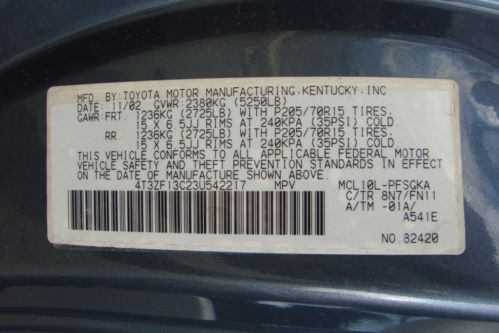 MFD. BY:TOYOTA MOTOR MANUFACTURING,KENTUCKY,INC
DATE: 11/02 GVWR 2380KG (5250LB)
GAWR:FRT. 1236KG (2725LB) WITH P205/70R15 TIRES.
15 X 6.5JJ RIMS AT 240KPA (35PSI) COLD
RR. 1236KG (2725LB) WITH P205/70R15 TIRES.
15 X 6.5JJ RIMS AT 240KPA (35PSI) COLD
THIS VEHICLE CONFORMS TO ALL APPLICABLE FEDERAL MOTOR
VEHICLE SAFETY AND THEFT PREVENTION STANDARDS IN EFFECT
ON THE DATE OF MANUFACTURE SHOWN ABOVE.
4T3ZF13C23U542217 MPV MCL10L-PFSGKA
C/TR 8N7/FN11
A/TM -01A/
A541E
NO.82420